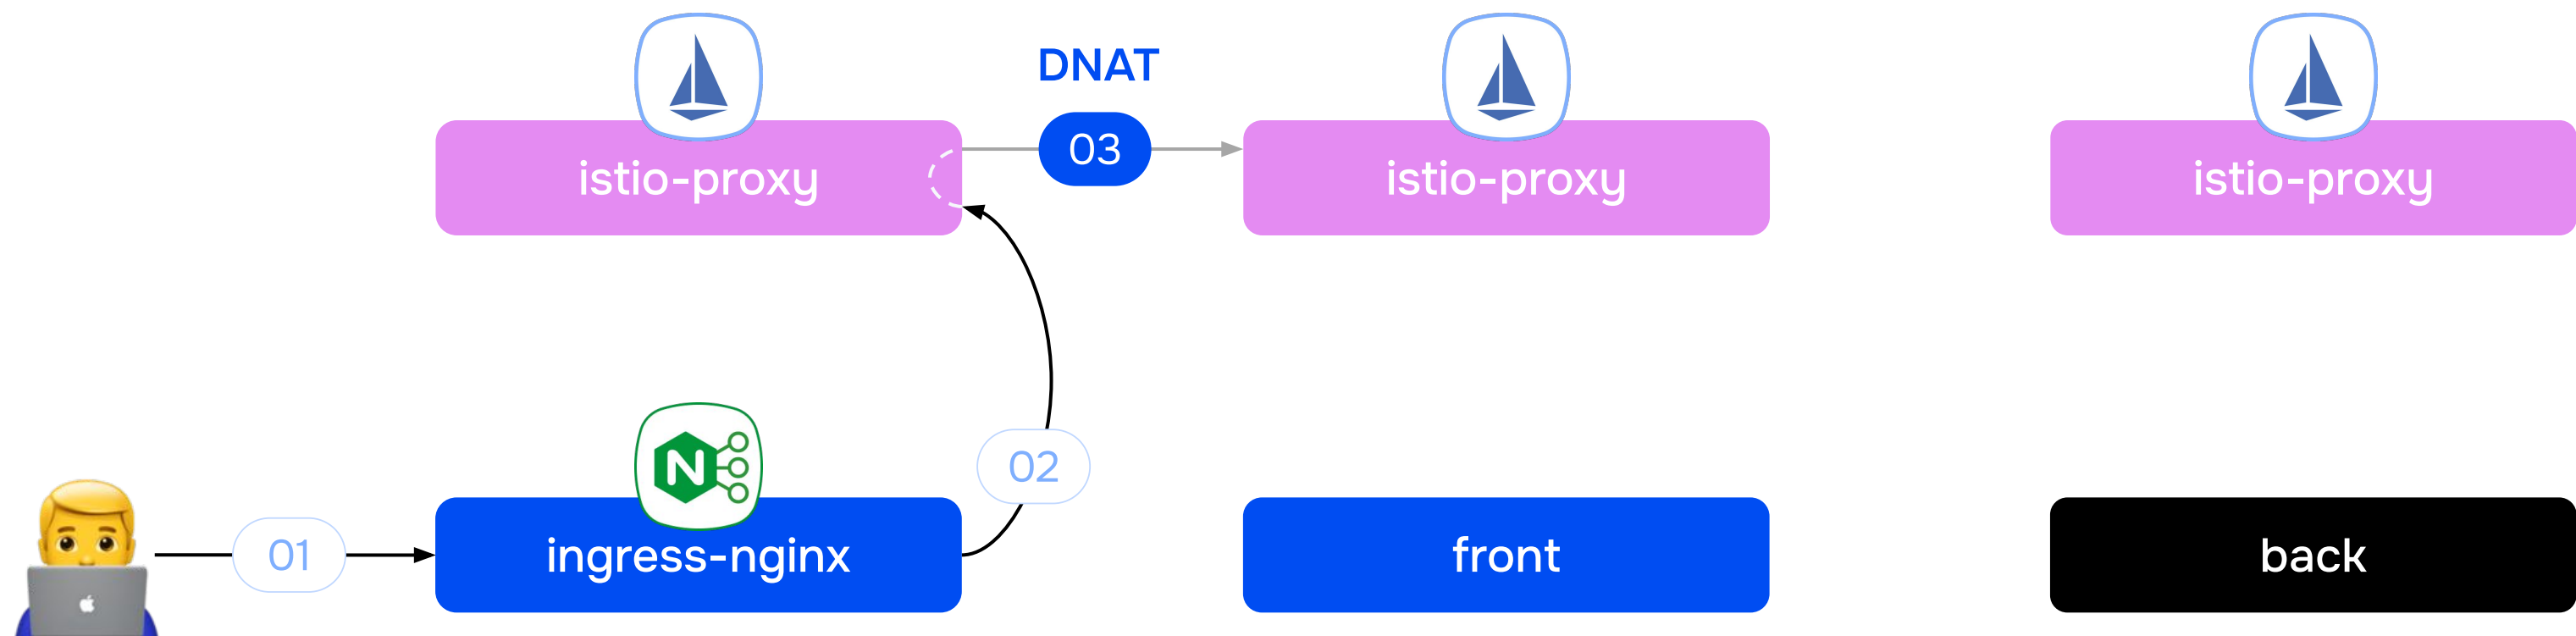 DNAT
03
istio-proxy
istio-proxy
istio-proxy
02
01
N
ingress-nginx
front
back